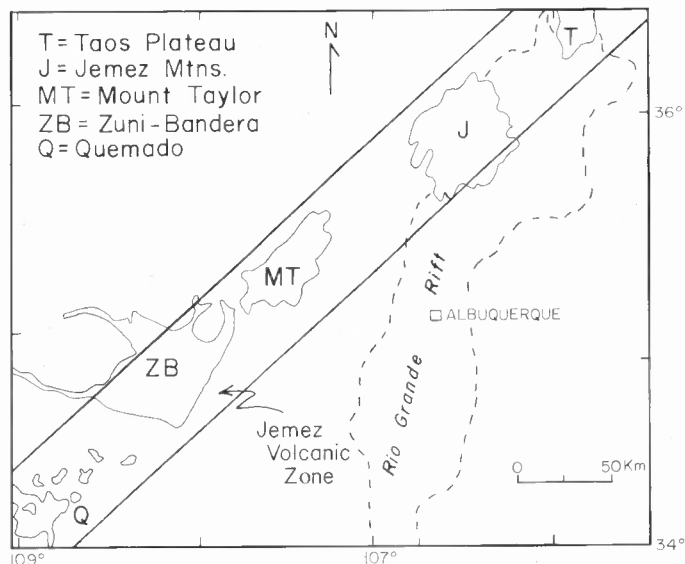 T = Taos Plateau
J = Jemez Mtns.
MT = Mount Taylor
ZB = Zuni-Bandera
Q = Quemado
N
T
36°
J
MT
Rio Grande Rift
ALBUQUERQUE
ZB
Jemez
Volcanic
Zone
0 50 Km
Q
109° 107° 34°